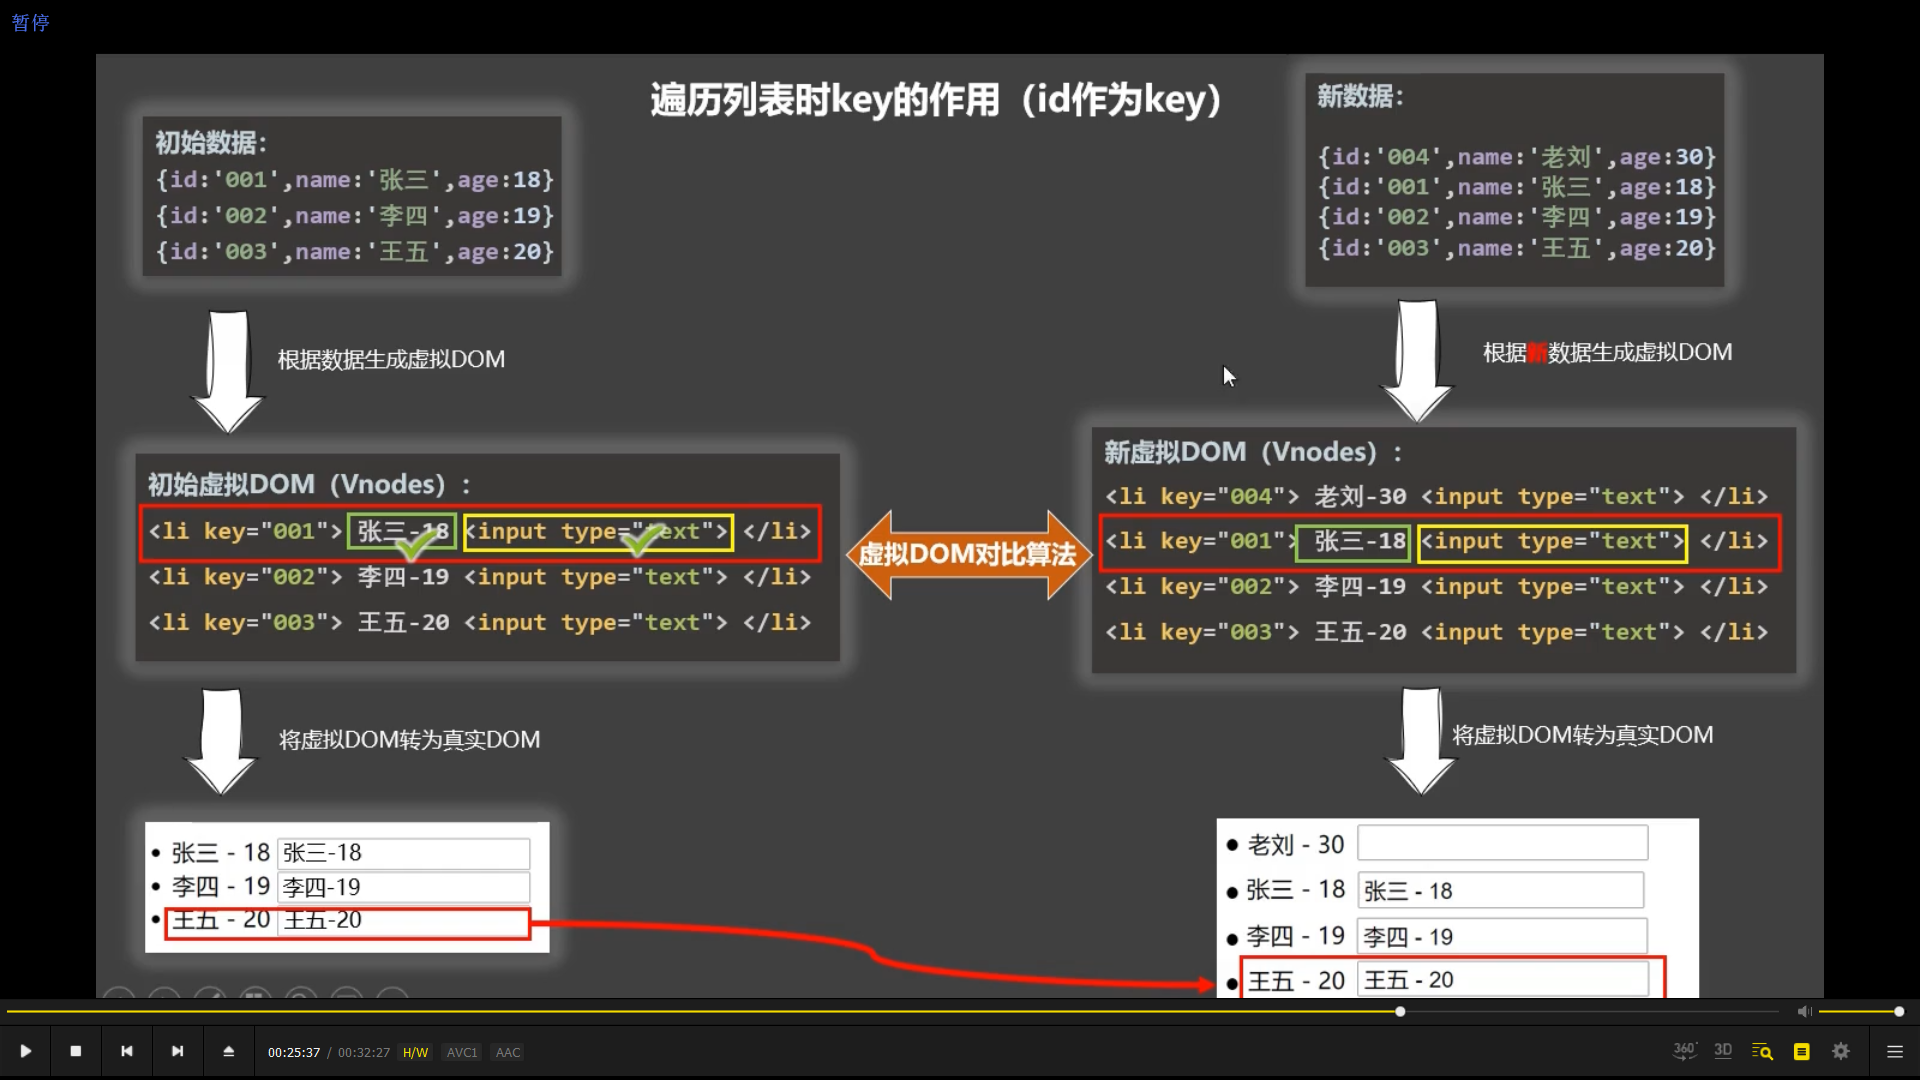 暂停
遍历列表时key的作用（id作为key）
初始数据：
{id:'001',name:'张三',age:18}
{id:'002',name:'李四',age:19}
{id:'003',name:'王五',age:20}
新数据：
{id:'004',name:'老刘',age:30}
{id:'001',name:'张三',age:18}
{id:'002',name:'李四',age:19}
{id:'003',name:'王五',age:20}
根据数据生成虚拟DOM
根据新数据生成虚拟DOM
初始虚拟DOM（Vnodes）：
<li key="001"> 张三-18 <input type="text"> </li>
<li key="002"> 李四-19 <input type="text"> </li>
<li key="003"> 王五-20 <input type="text"> </li>
虚拟DOM对比算法
新虚拟DOM（Vnodes）：
<li key="004"> 老刘-30 <input type="text"> </li>
<li key="001"> 张三-18 <input type="text"> </li>
<li key="002"> 李四-19 <input type="text"> </li>
<li key="003"> 王五-20 <input type="text"> </li>
将虚拟DOM转为真实DOM
将虚拟DOM转为真实DOM
张三 - 18 张三-18
李四 - 19 李四-19
王五 - 20 王五-20
老刘 - 30
张三 - 18 张三 - 18
李四 - 19 李四 - 19
王五 - 20 王五 - 20
00:25:37 / 00:32:27 H/W AVC1 AAC
360° 3D